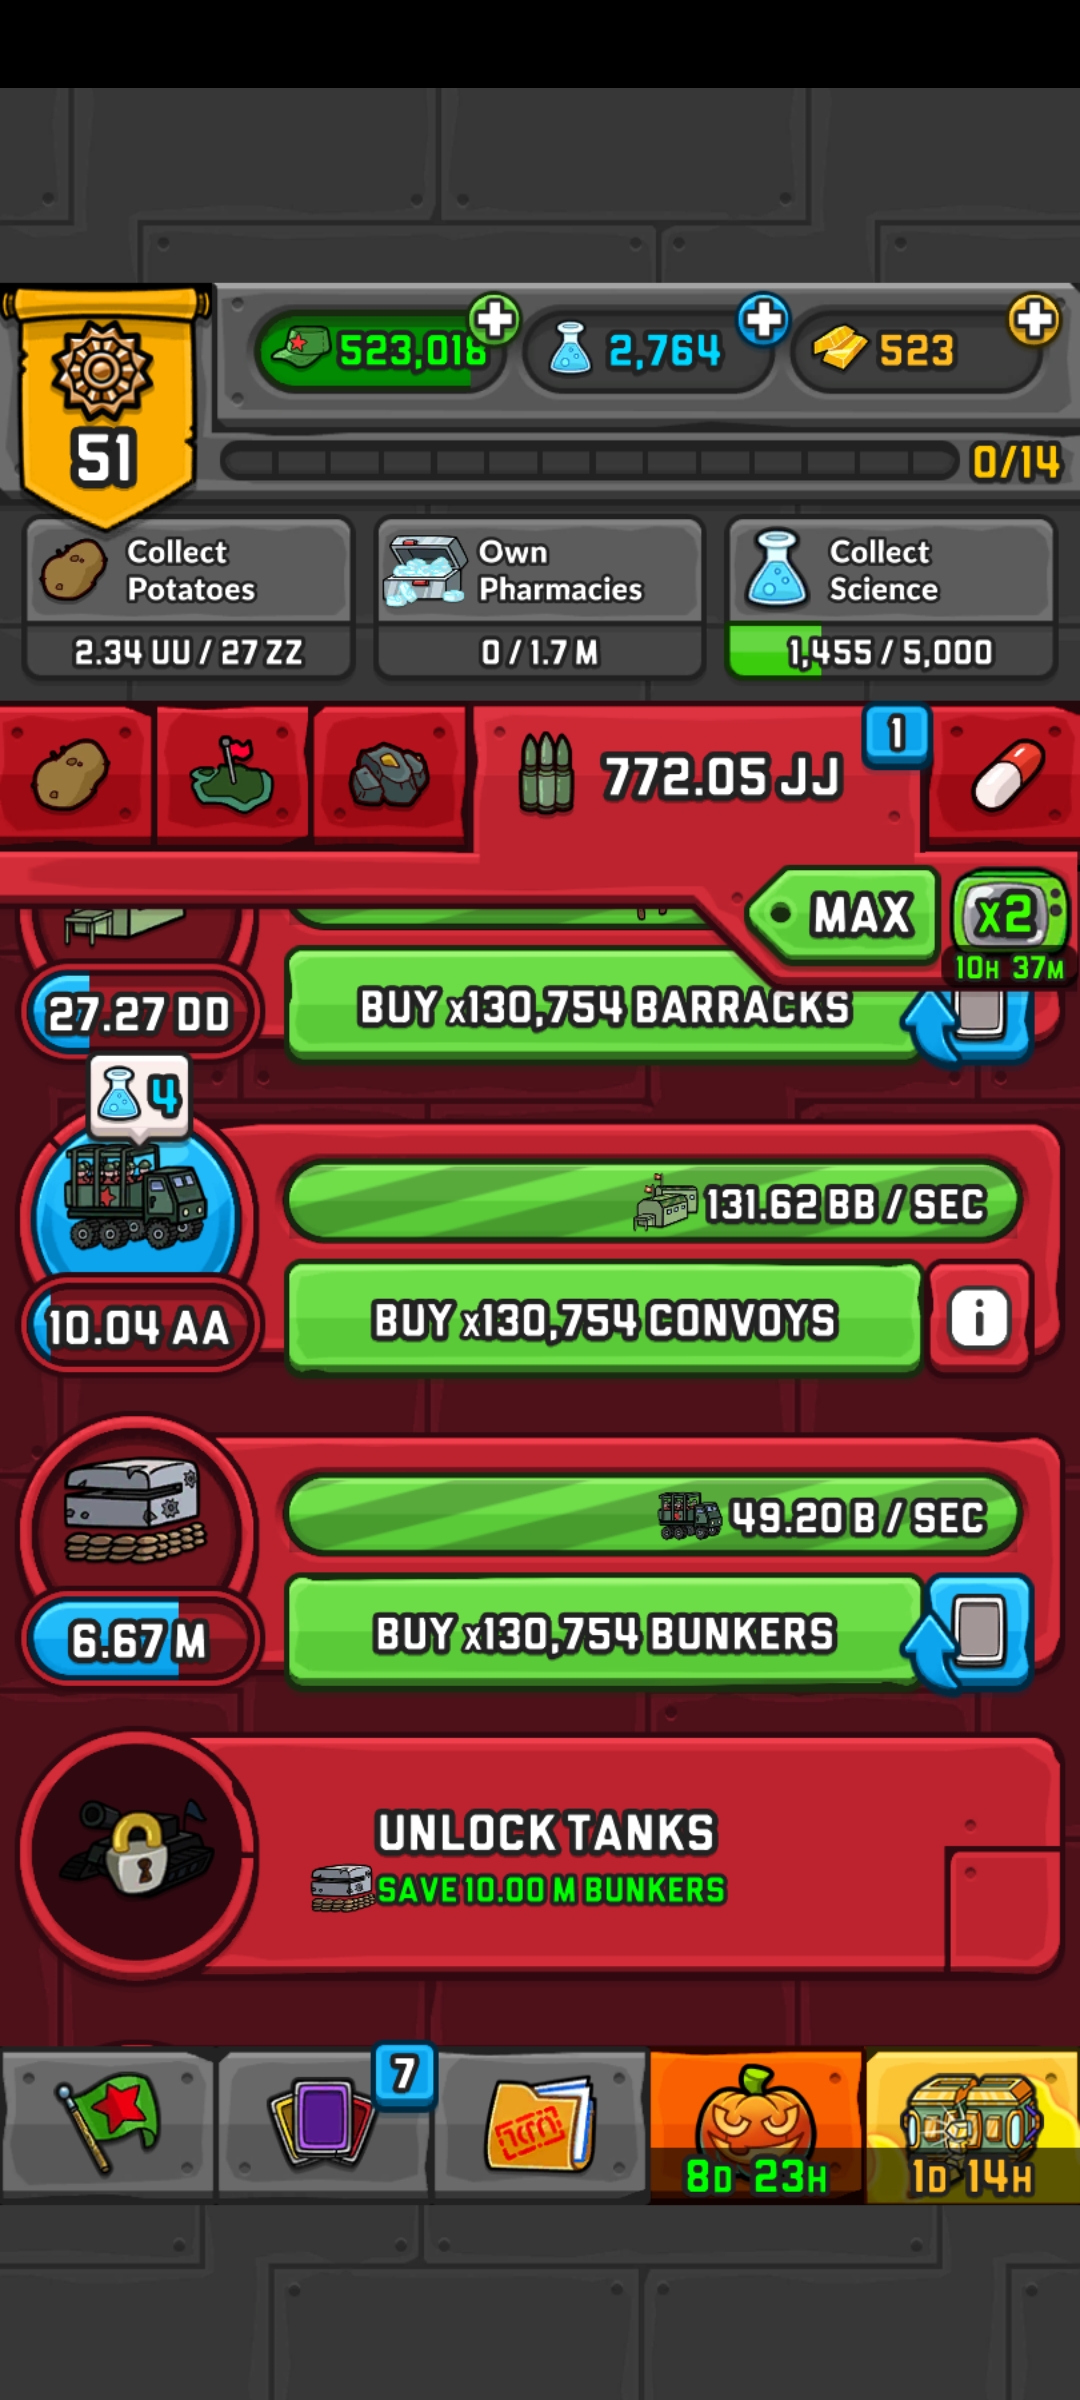 51
523,018
2,764
523
0/14
Collect
Potatoes
2.34 UU / 27 ZZ
Own
Pharmacies
0 / 1.7 M
Collect
Science
1,455 / 5,000
772.05 JJ
1
MAX
x2
10H 37M
27.27 DD
BUY x130,754 BARRACKS
4
131.62 BB / SEC
10.04 AA
BUY x130,754 CONVOYS
i
49.20 B / SEC
6.67 M
BUY x130,754 BUNKERS
UNLOCK TANKS
SAVE 10.00 M BUNKERS
7
8D 23H
1D 14H